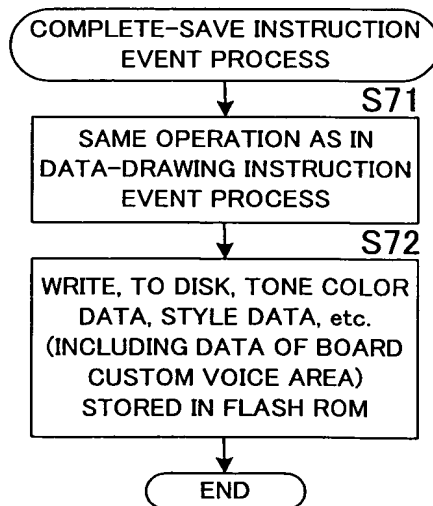 COMPLETE-SAVE INSTRUCTION
EVENT PROCESS
S71
SAME OPERATION AS IN
DATA-DRAWING INSTRUCTION
EVENT PROCESS
S72
WRITE, TO DISK, TONE COLOR
DATA, STYLE DATA, etc.
(INCLUDING DATA OF BOARD
CUSTOM VOICE AREA)
STORED IN FLASH ROM
END